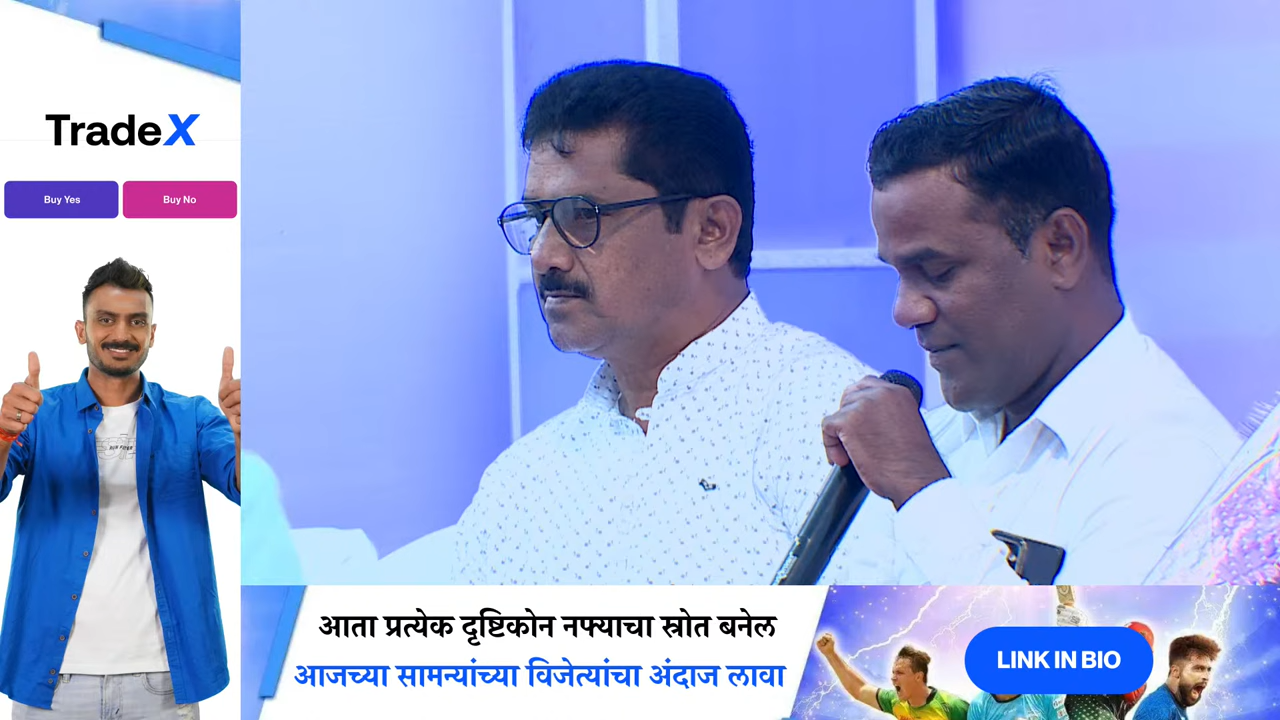 TradeX
Buy Yes
Buy No
आता प्रत्येक दृष्टिकोन नफ्याचा स्रोत बनेल
आजच्या सामन्यांच्या विजेत्यांचा अंदाज लावा
LINK IN BIO